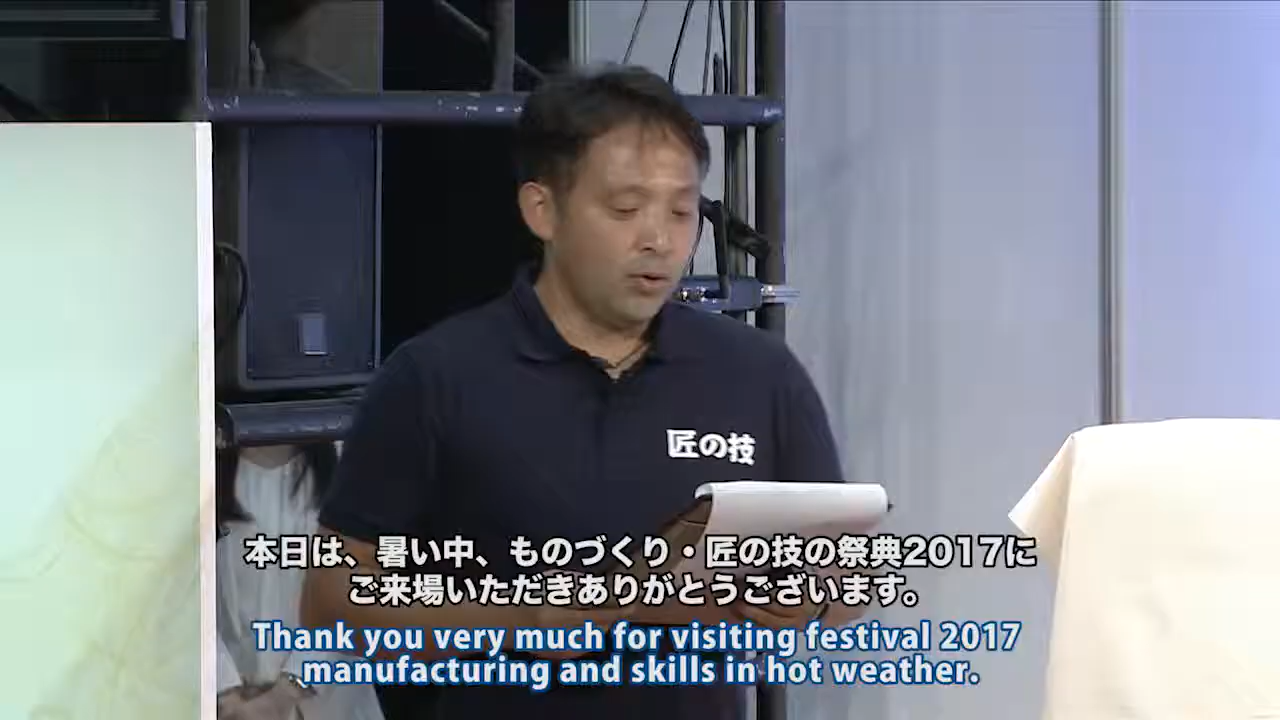 匠の技
本日は、暑い中、ものづくり・匠の技の祭典2017に
ご来場いただきありがとうございます。
Thank you very much for visiting festival 2017
manufacturing and skills in hot weather.